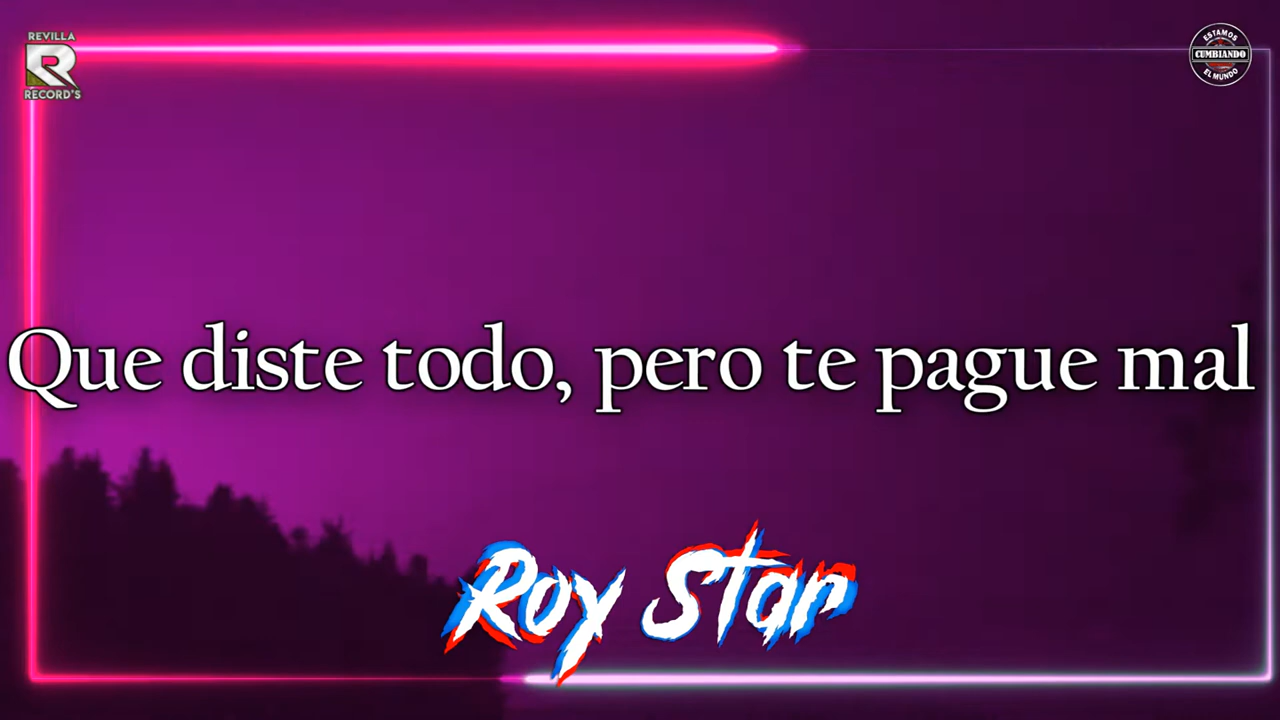 REVILLA
R
RECORD'S
ESTAMOS
CUMBIANDO
EL MUNDO
Que diste todo, pero te pague mal
Roy Star